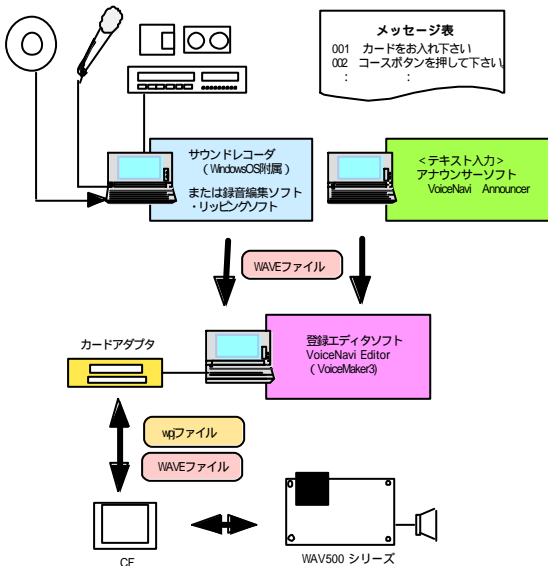 メッセージ表
001 カードをお入れ下さい
002 コースボタンを押して下さい
: :
サウンドレコーダ
(WindowsOS附属)
または録音編集ソフト
・リッピングソフト
<テキスト入力>
アナウンサーソフト
VoiceNavi Announcer
WAVEファイル
登録エディタソフト
VoiceNavi Editor
(VoiceMaker3)
カードアダプタ
wpjファイル
WAVEファイル
CF
WAV500 シリーズ